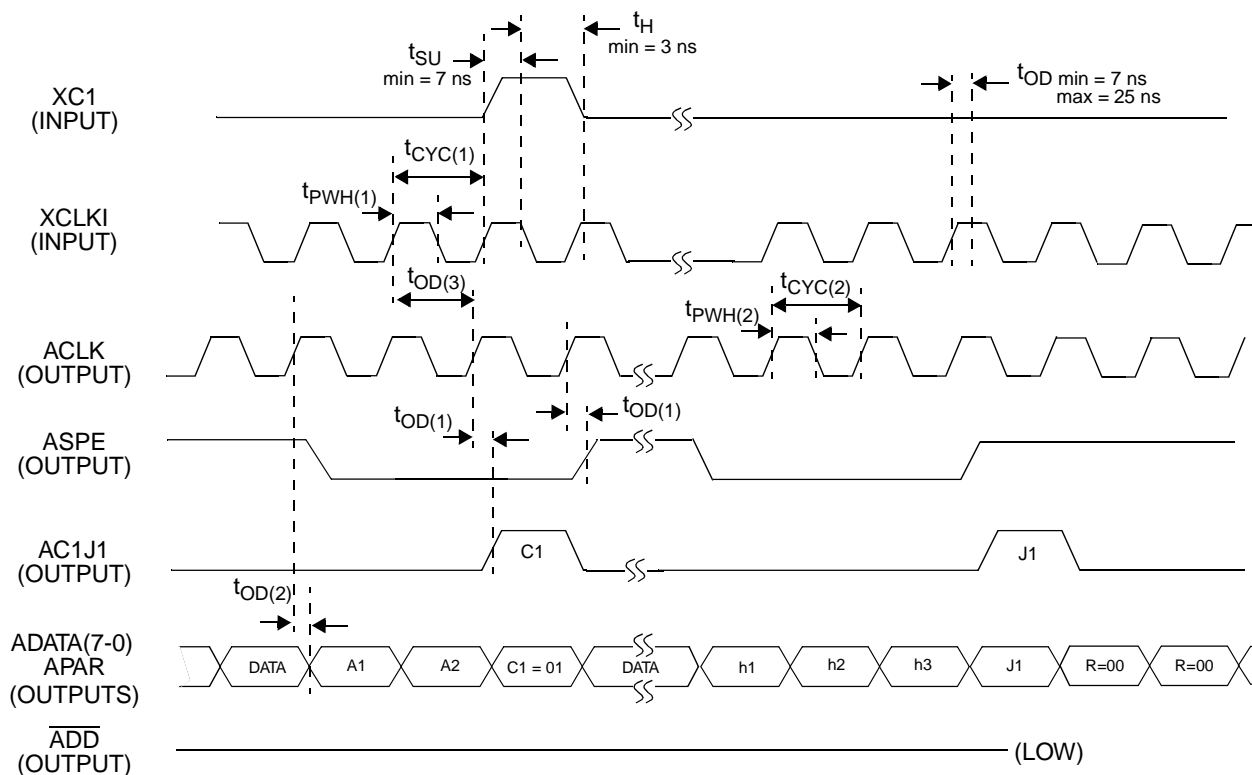 tH
min = 3 ns
tSU
min = 7 ns
tOD min = 7 ns
max = 25 ns
XC1
(INPUT)
tCYC(1)
tPWH(1)
XCLKI
(INPUT)
tOD(3)
tCYC(2)
tPWH(2)
ACLK
(OUTPUT)
tOD(1)
tOD(1)
ASPE
(OUTPUT)
AC1J1
(OUTPUT)
C1
J1
tOD(2)
ADATA(7-0)
APAR
(OUTPUTS)
DATA
A1
A2
C1 = 01
DATA
h1
h2
h3
J1
R=00
R=00
ADD
(OUTPUT)
(LOW)